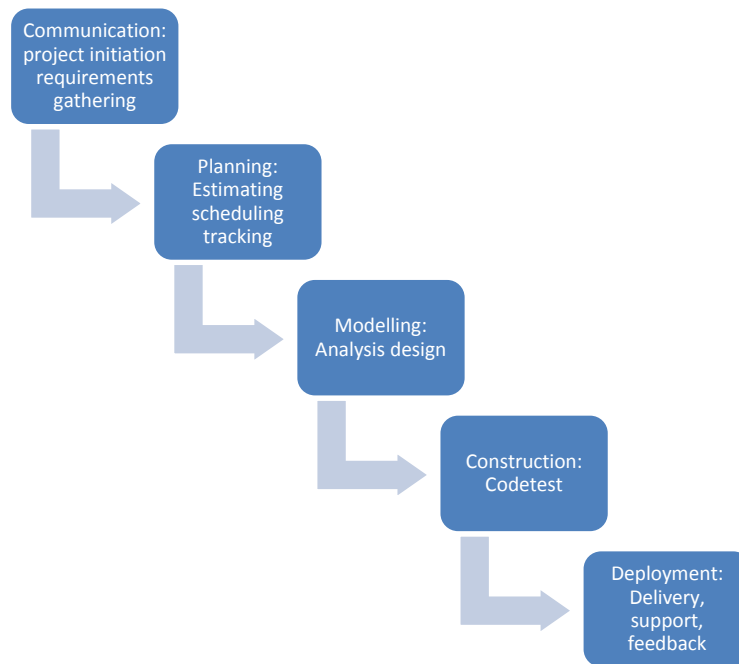 Communication:
project initiation
requirements
gathering
Planning:
Estimating
scheduling
tracking
Modelling:
Analysis design
Construction:
Codetest
Deployment:
Delivery,
support,
feedback